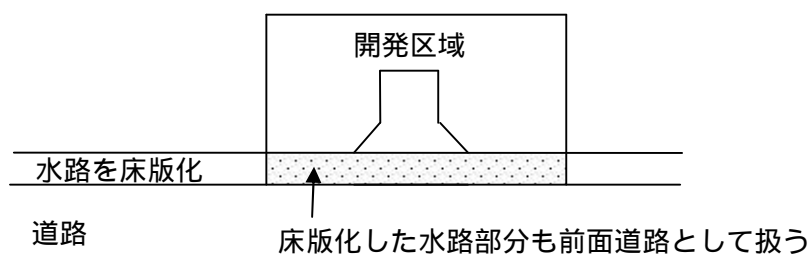 開発区域
水路を床版化
道路
床版化した水路部分も前面道路として扱う